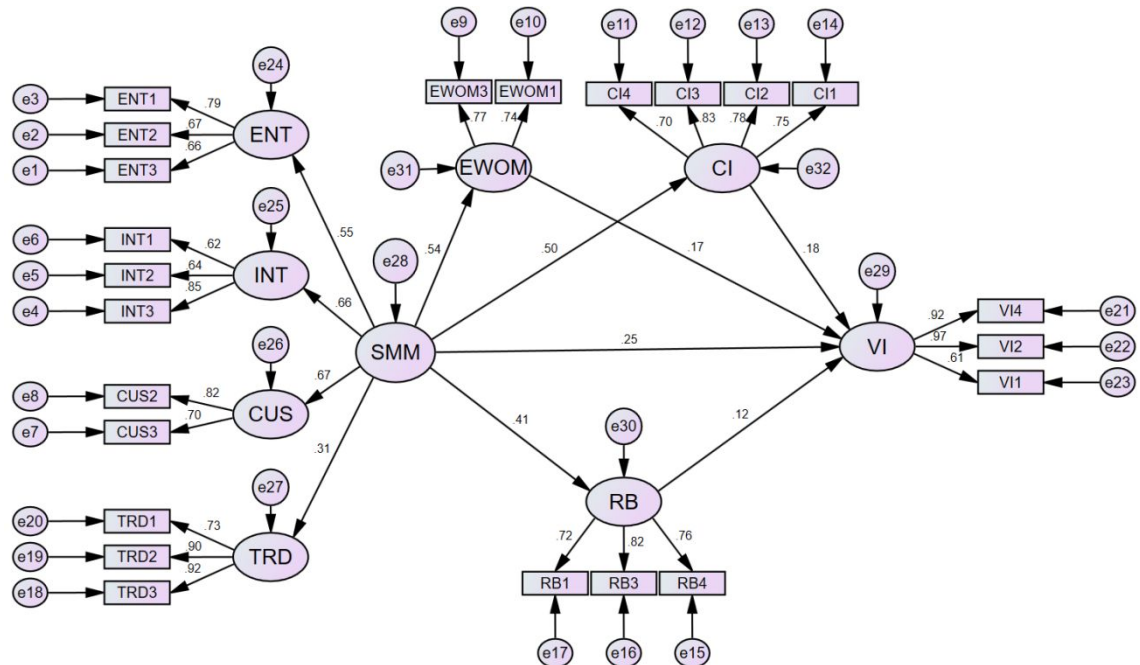 e9
e10
e11
e12
e13
e14
e24
e3
ENT1
.79
EWOM3
EWOM1
CI4
CI3
CI2
CI1
e2
ENT2
.67
ENT
.77
.74
.70
.83
.78
.75
e1
ENT3
.66
e31
EWOM
CI
e32
e25
e6
INT1
.62
.55
.54
.50
.17
.18
e5
INT2
.64
INT
e28
e29
e4
INT3
.85
.66
.92
VI4
e21
e26
SMM
.25
VI
.97
VI2
e22
e8
CUS2
.82
.67
.61
VI1
e23
e7
CUS3
.70
CUS
.41
e30
.12
.31
e27
e20
TRD1
.73
RB
e19
TRD2
.90
TRD
.72
.82
.76
e18
TRD3
.92
RB1
RB3
RB4
e17
e16
e15